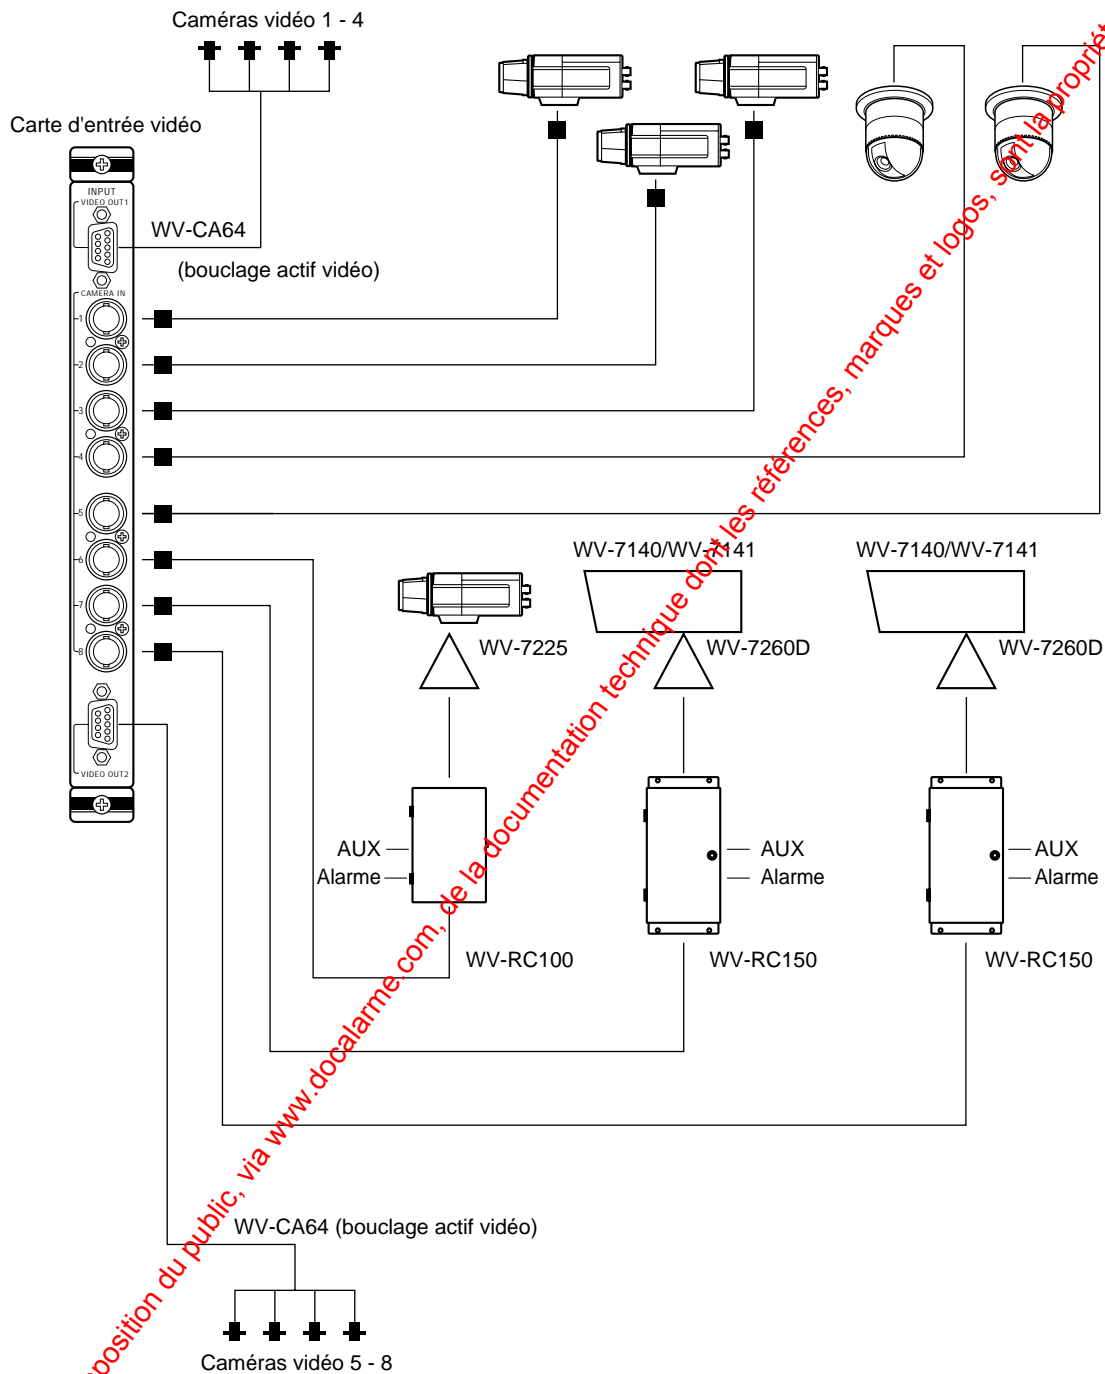 Caméras vidéo 1 - 4
Carte d'entrée vidéo
INPUT
VIDEO OUT1
WV-CA64
(bouclage actif vidéo)
CAMERA IN
1
2
3
4
5
6
7
8
VIDEO OUT2
WV-7140/WV-7141
WV-7140/WV-7141
WV-7225
WV-7260D
WV-7260D
AUX
Alarme
AUX
Alarme
AUX
Alarme
WV-RC100
WV-RC150
WV-RC150
WV-CA64 (bouclage actif vidéo)
Caméras vidéo 5 - 8
position du public, via www.docalarme.com, de la documentation technique dont les références, marques et logos, sont la propriét